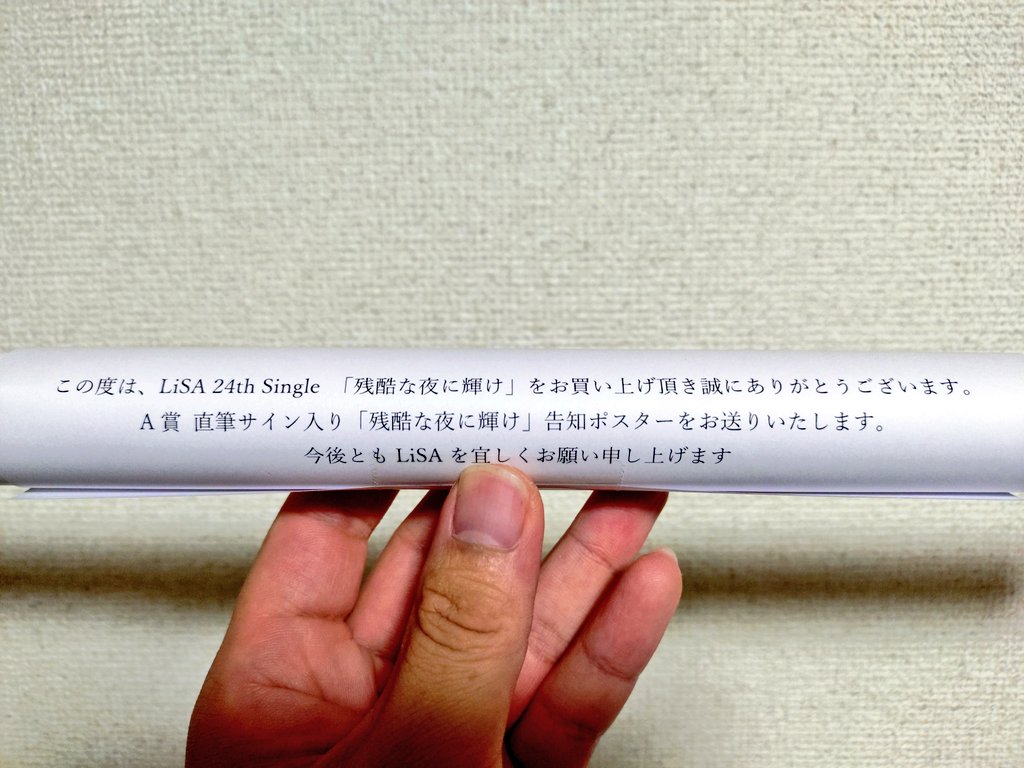 この度は、LiSA 24th Single 「残酷な夜に輝け」をお買い上げ頂き誠にありがとうございます。
A賞 直筆サイン入り「残酷な夜に輝け」告知ポスターをお送りいたします。
今後とも LiSA を宜しくお願い申し上げます